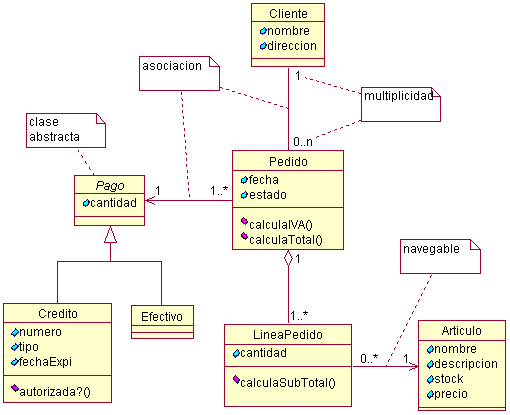 Cliente
nombre
direccion
asociacion
1
multiplicidad
0..n
clase
abstracta
Pedido
fecha
estado
calculaIVA()
calculaTotal()
Pago
cantidad
1
1..*
1
navegable
Credito
numero
tipo
fechaExpi
autorizada?()
Efectivo
1..*
LineaPedido
cantidad
calculaSubTotal()
0..*
1
Articulo
nombre
descripcion
stock
precio